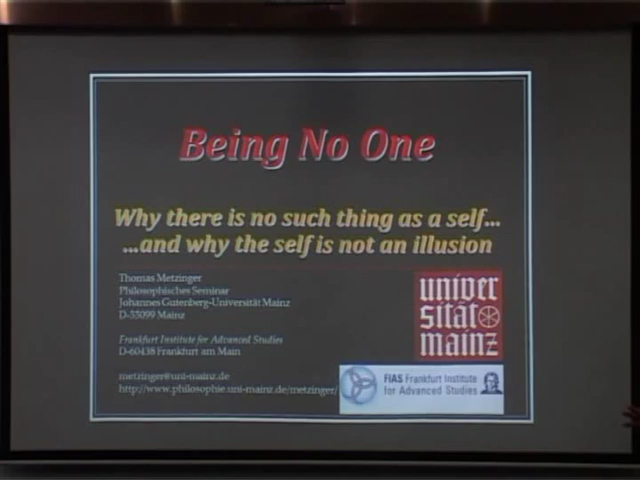 Being No One
Why there is no such thing as a self...
...and why the self is not an illusion
Thomas Metzinger
Philosophisches Seminar
Johannes Gutenberg-Universität Mainz
D-55099 Mainz
Frankfurt Institute for Advanced Studies
D-60438 Frankfurt am Main
metzinger@uni-mainz.de
http://www.philosophie.uni-mainz.de/metzinger/
univer
sität
mainz
FIAS Frankfurt Institute
for Advanced Studies